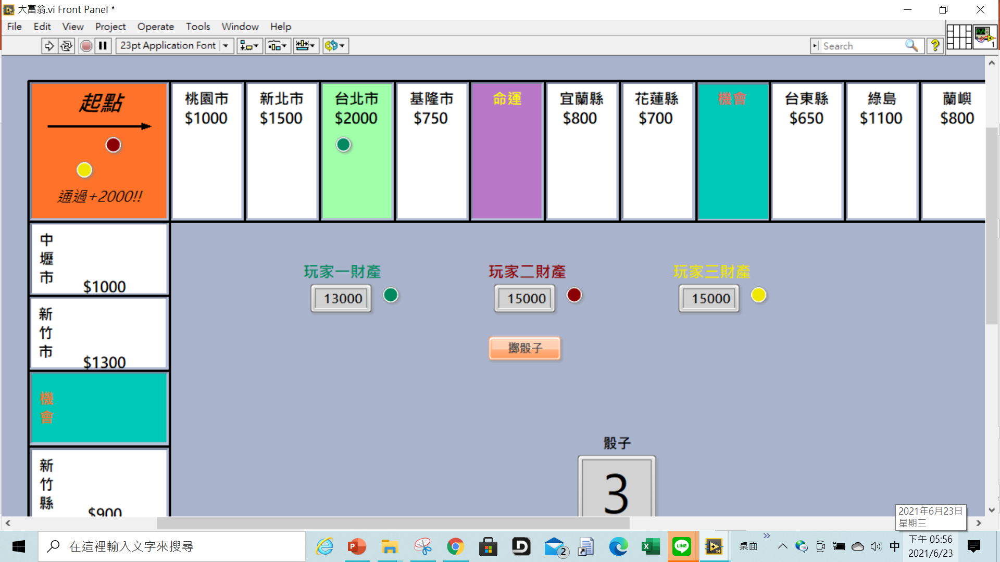 大富翁.vi Front Panel *
File Edit View Project Operate Tools Window Help
23pt Application Font
Search
1
起點
通過+2000!!
桃園市
$1000
新北市
$1500
台北市
$2000
基隆市
$750
命運
宜蘭縣
$800
花蓮縣
$700
機會
台東縣
$650
綠島
$1100
蘭嶼
$800
中
壢
市
$1000
新
竹
市
$1300
機
會
新
竹
縣
$900
玩家一財產
13000
玩家二財產
15000
玩家三財產
15000
擲骰子
骰子
3
2021年6月23日
星期三
在這裡輸入文字來搜尋
2
LINE
14
桌面
中
下午 05:56
2021/6/23